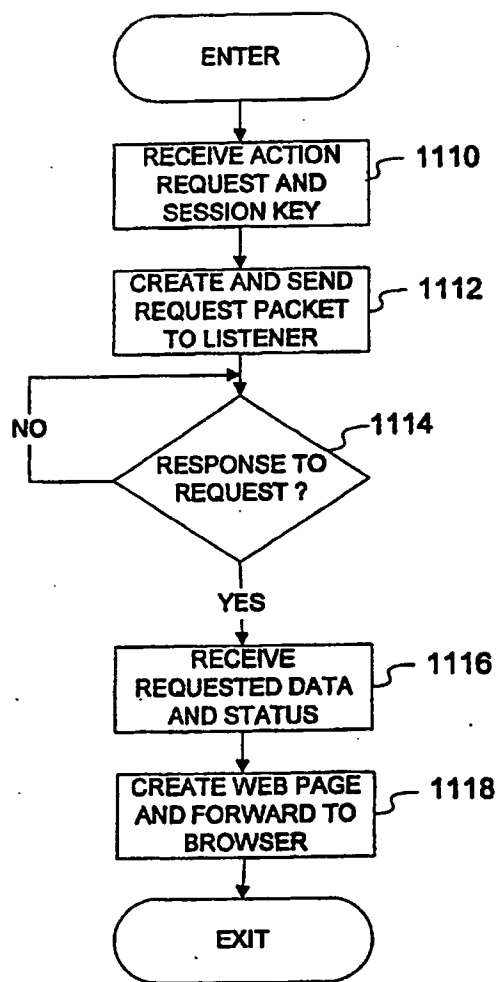 ENTER
RECEIVE ACTION
REQUEST AND
SESSION KEY
1110
CREATE AND SEND
REQUEST PACKET
TO LISTENER
1112
NO
1114
RESPONSE TO
REQUEST ?
YES
RECEIVE
REQUESTED DATA
AND STATUS
1116
CREATE WEB PAGE
AND FORWARD TO
BROWSER
1118
EXIT